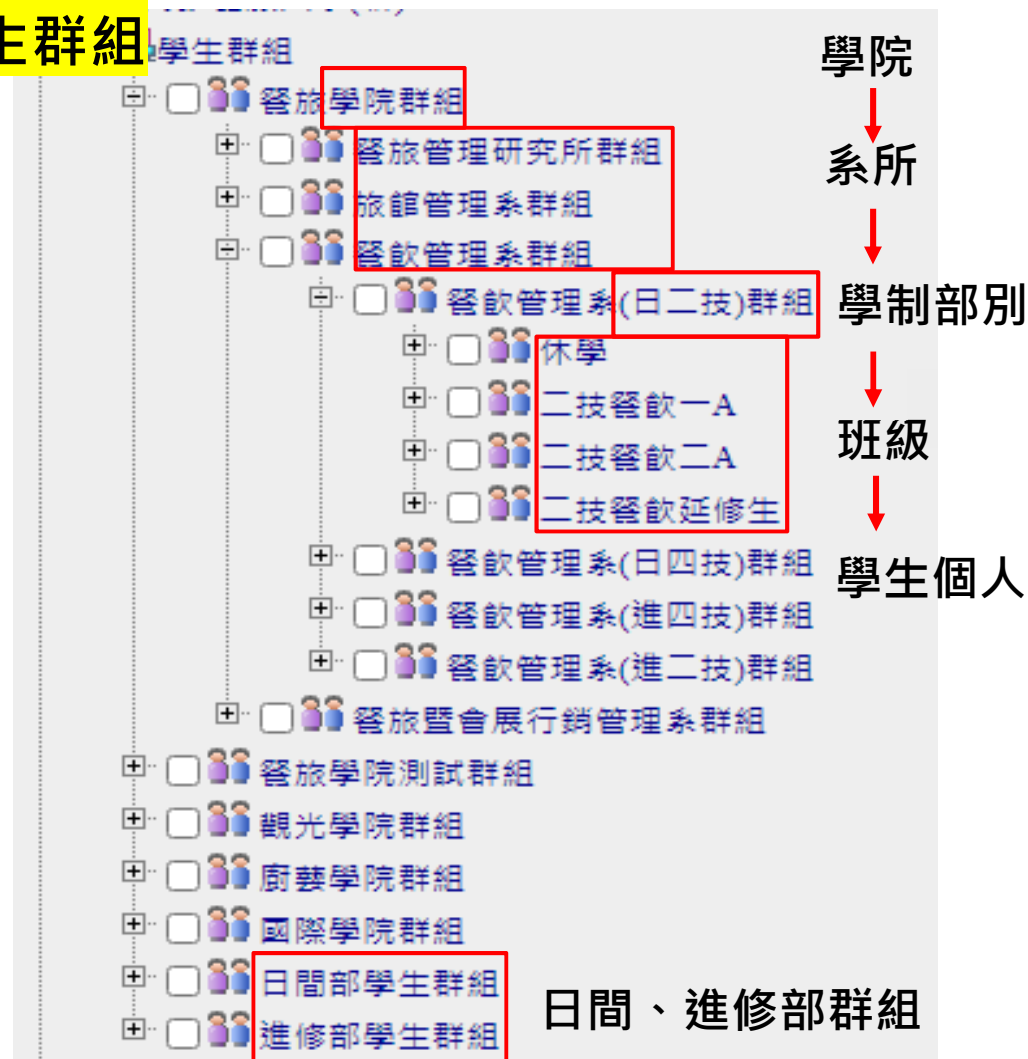 生群組
學生群組
餐旅學院群組
餐旅管理研究所群組
旅館管理系群組
餐飲管理系群組
餐飲管理系(日二技)群組
休學
二技餐飲一A
二技餐飲二A
二技餐飲延修生
餐飲管理系(日四技)群組
餐飲管理系(進四技)群組
餐飲管理系(進二技)群組
餐旅暨會展行銷管理系群組
餐旅學院測試群組
觀光學院群組
廚藝學院群組
國際學院群組
日間部學生群組
進修部學生群組
學院
系所
學制部別
班級
學生個人
日間、進修部群組